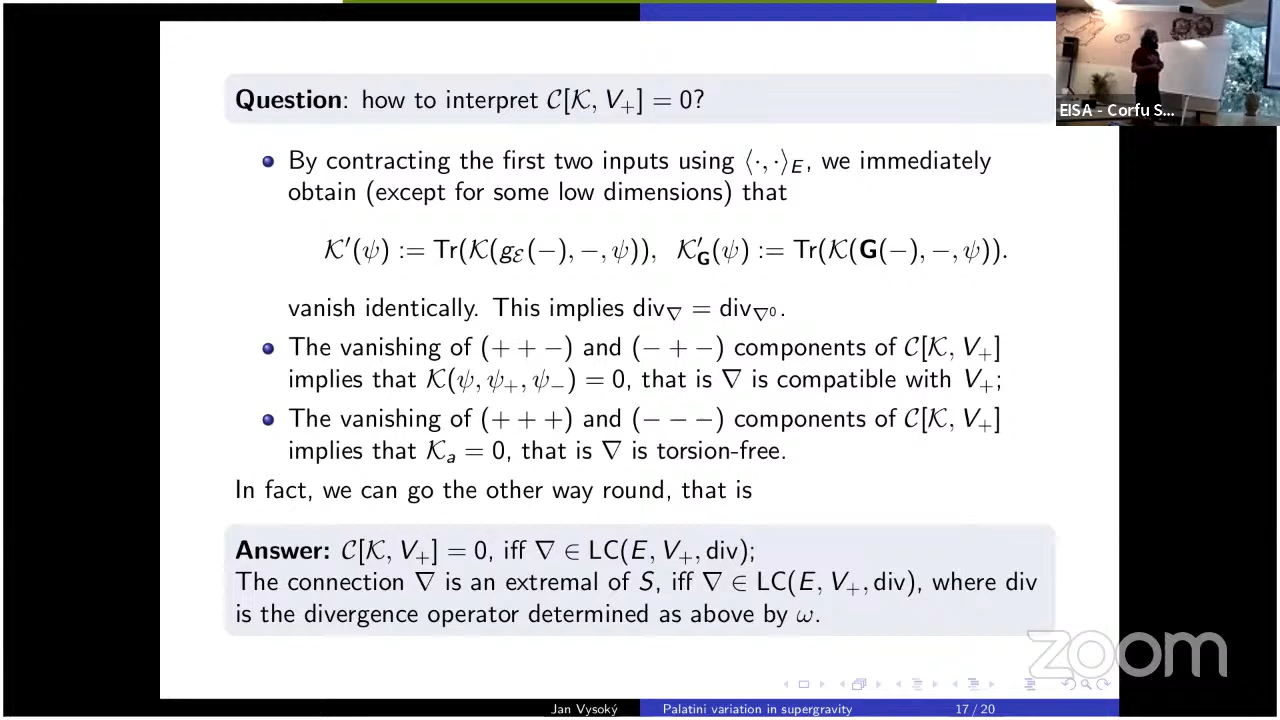 Question: how to interpret 𝒞[𝒦, V₊] = 0?
EISA - Corfu S...
• By contracting the first two inputs using ⟨·, ·⟩_E, we immediately
obtain (except for some low dimensions) that
𝒦′(ψ) := Tr(𝒦(g_ℰ(−), −, ψ)), 𝒦′_G(ψ) := Tr(𝒦(G(−), −, ψ)).
vanish identically. This implies div_∇ = div_∇⁰.
• The vanishing of (+ + −) and (− + −) components of 𝒞[𝒦, V₊]
implies that 𝒦(ψ, ψ₊, ψ₋) = 0, that is ∇ is compatible with V₊;
• The vanishing of (+ + +) and (− − −) components of 𝒞[𝒦, V₊]
implies that 𝒦_a = 0, that is ∇ is torsion-free.
In fact, we can go the other way round, that is
Answer: 𝒞[𝒦, V₊] = 0, iff ∇ ∈ LC(E, V₊, div);
The connection ∇ is an extremal of S, iff ∇ ∈ LC(E, V₊, div), where div
is the divergence operator determined as above by ω.
zoom
Jan Vysoký Palatini variation in supergravity 17 / 20